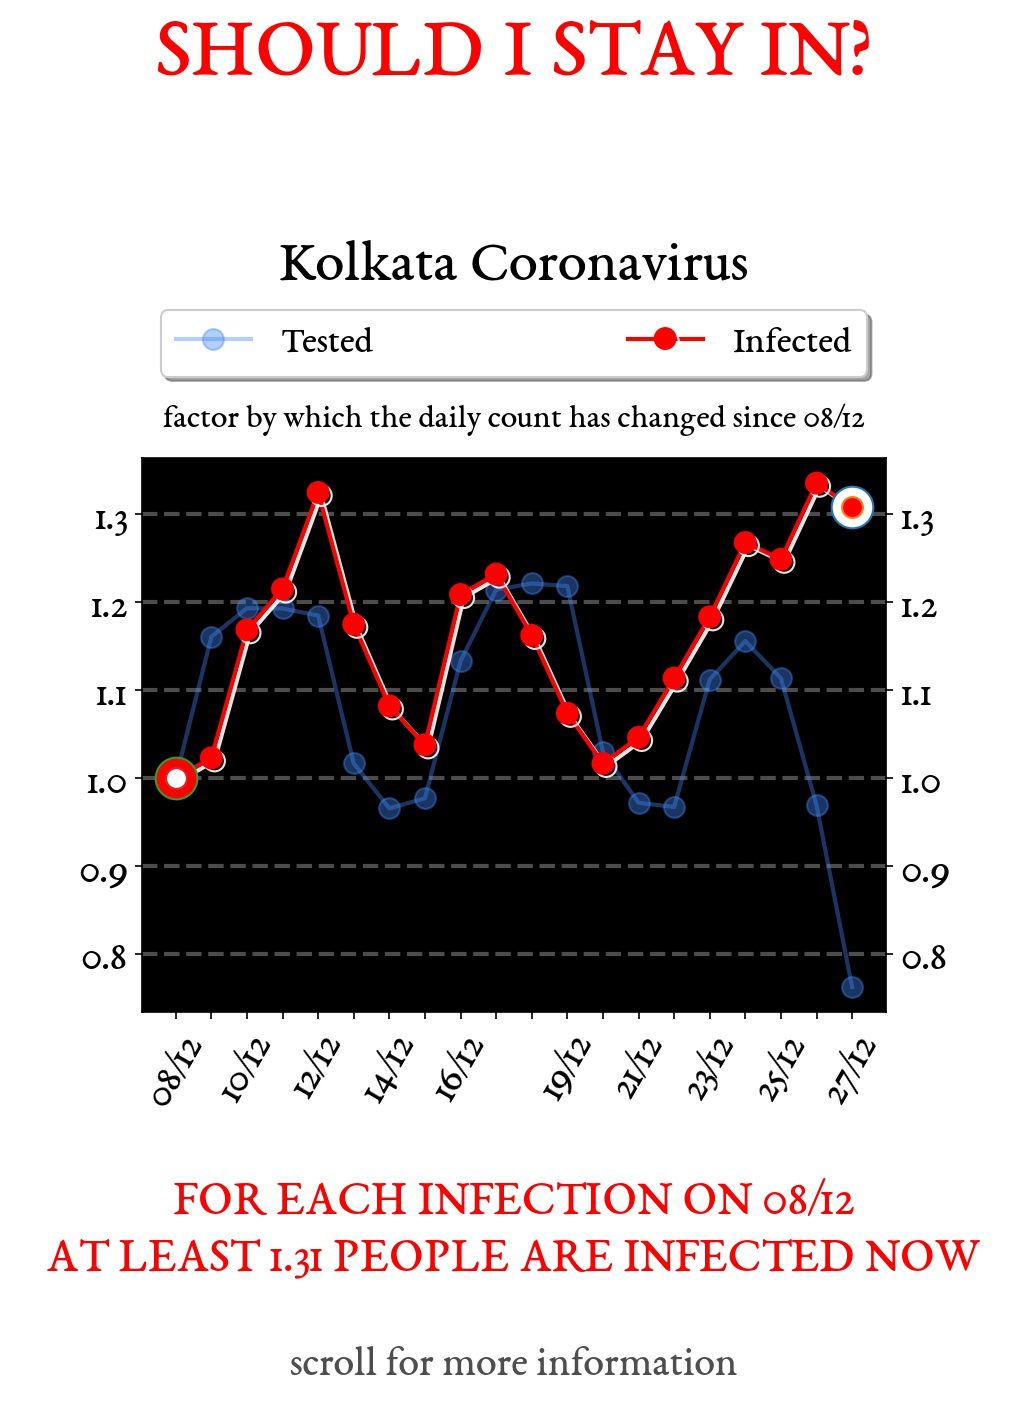 SHOULD I STAY IN?
Kolkata Coronavirus
Tested Infected
factor by which the daily count has changed since 08/12
1.3 1.3
1.2 1.2
1.1 1.1
1.0 1.0
0.9 0.9
0.8 0.8
08/12 10/12 12/12 14/12 16/12 19/12 21/12 23/12 25/12 27/12
FOR EACH INFECTION ON 08/12
AT LEAST 1.31 PEOPLE ARE INFECTED NOW
scroll for more information